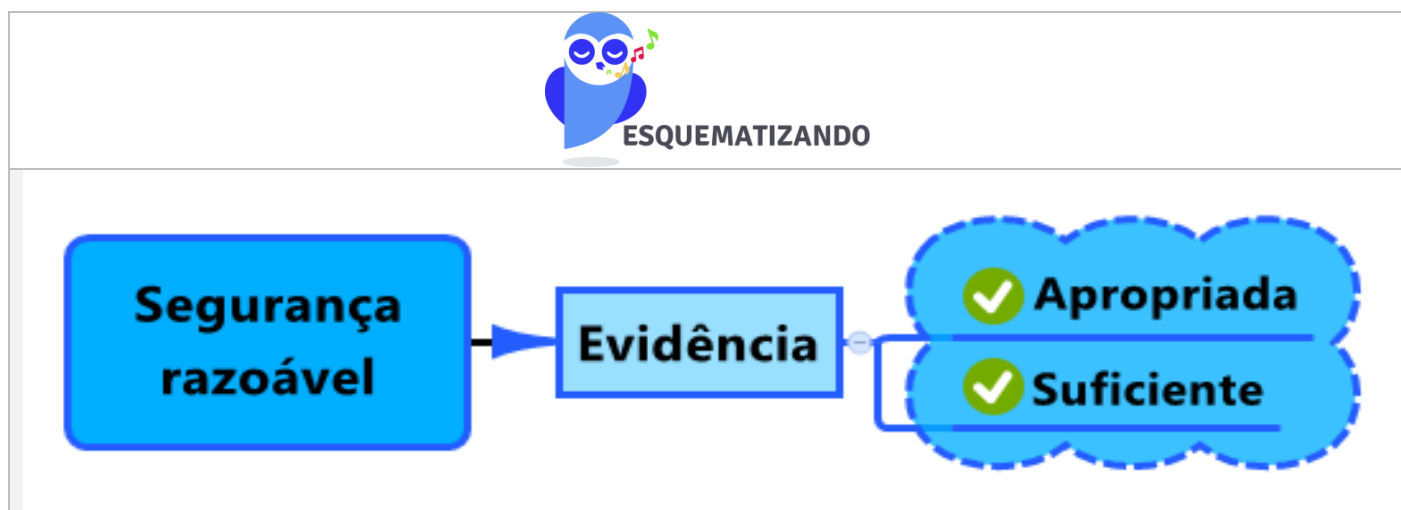 ESQUEMATIZANDO
Segurança
razoável
Evidência
Apropriada
Suficiente